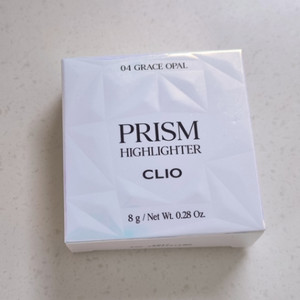 04 GRACE OPAL
PRISM
HIGHLIGHTER
CLIO
8 g / Net Wt. 0.28 Oz.